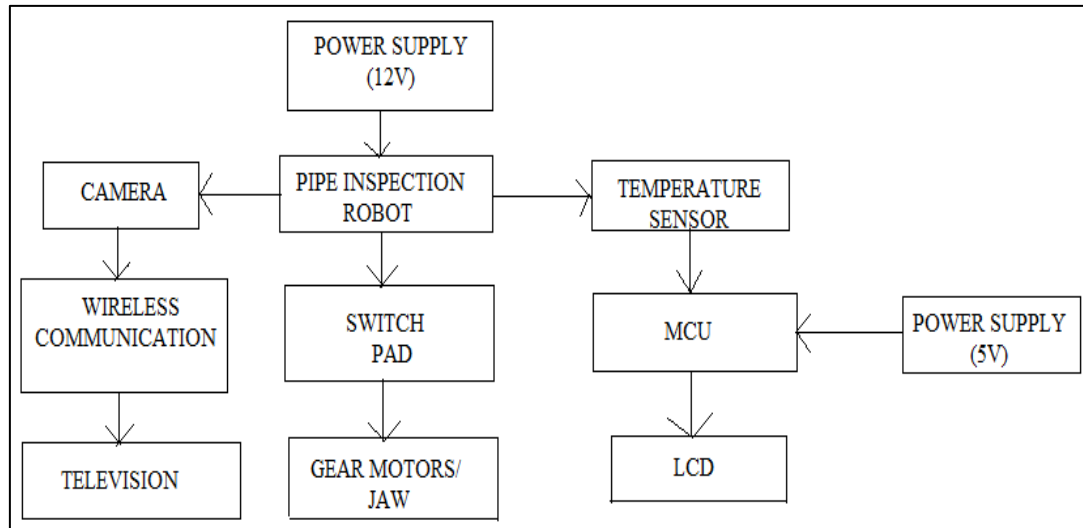 POWER SUPPLY
(12V)
CAMERA
PIPE INSPECTION
ROBOT
TEMPERATURE
SENSOR
WIRELESS
COMMUNICATION
SWITCH
PAD
MCU
POWER SUPPLY
(5V)
TELEVISION
GEAR MOTORS/
JAW
LCD